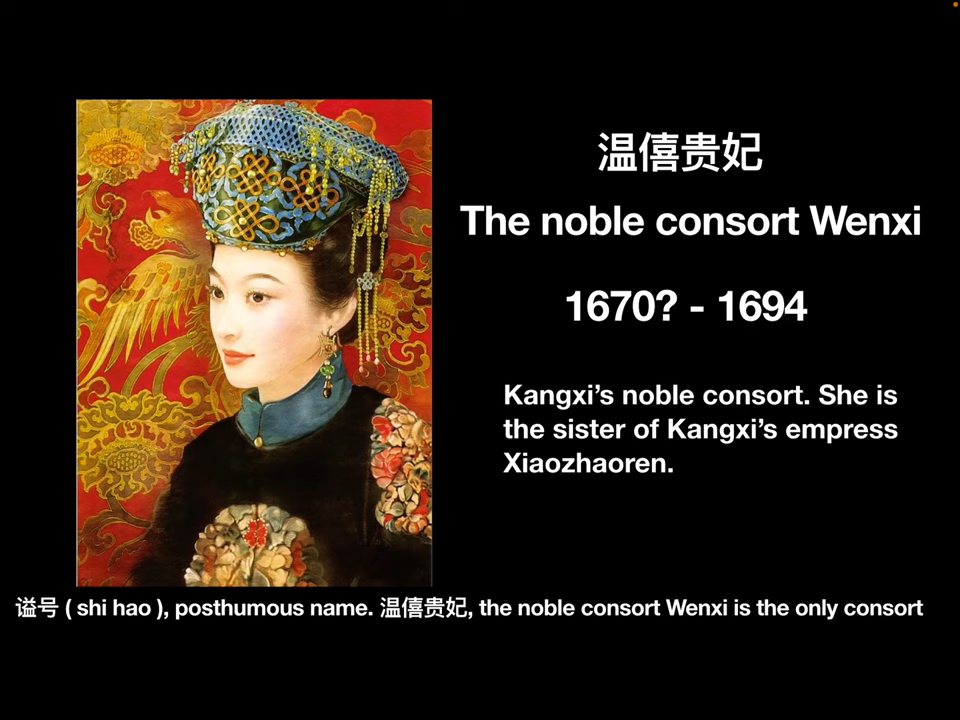 温僖贵妃
The noble consort Wenxi
1670? - 1694
Kangxi’s noble consort. She is
the sister of Kangxi’s empress
Xiaozhaoren.
谥号 ( shi hao ), posthumous name. 温僖贵妃, the noble consort Wenxi is the only consort